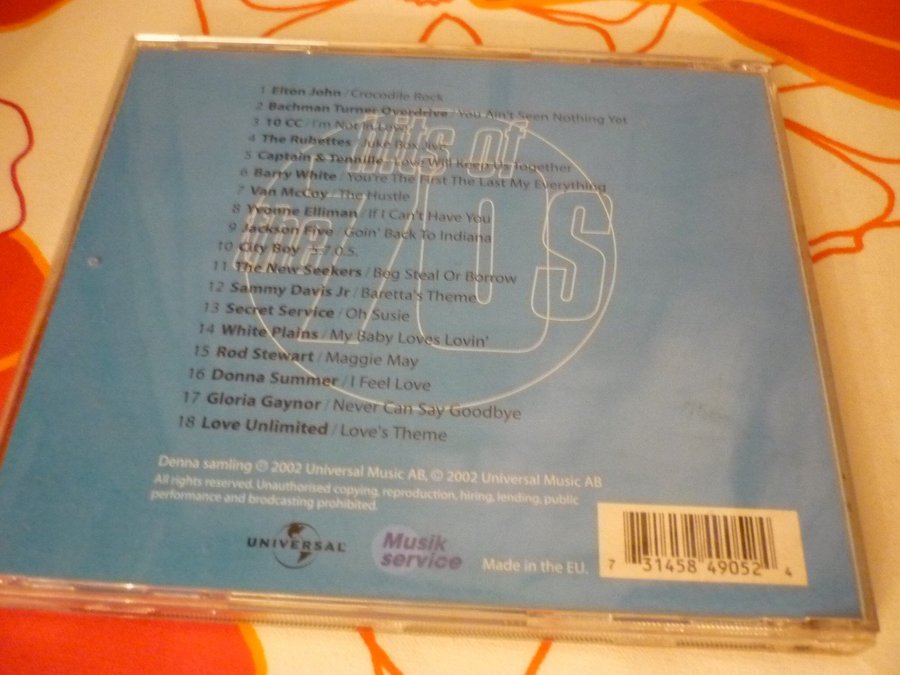 1 Elton John / Crocodile Rock
2 Bachman Turner Overdrive / You Ain't Seen Nothing Yet
3 10 CC / I'm Not In Love
4 The Rubettes / Juke Box Jive
5 Captain & Tennille / Love Will Keep Us Together
6 Barry White / You're The First The Last My Everything
7 Van McCoy / The Hustle
8 Yvonne Elliman / If I Can't Have You
9 Jackson Five / Goin' Back To Indiana
10 City Boy / 5.7.0.5.
11 The New Seekers / Beg Steal Or Borrow
12 Sammy Davis Jr / Baretta's Theme
13 Secret Service / Oh Susie
14 White Plains / My Baby Loves Lovin'
15 Rod Stewart / Maggie May
16 Donna Summer / I Feel Love
17 Gloria Gaynor / Never Can Say Goodbye
18 Love Unlimited / Love's Theme
hits of
the 70s
Denna samling ℗ 2002 Universal Music AB, © 2002 Universal Music AB
All rights reserved. Unauthorised copying, reproduction, hiring, lending, public
performance and brodcasting prohibited.
UNIVERSAL
Musik
service
Made in the EU.
7 31458 49052 4